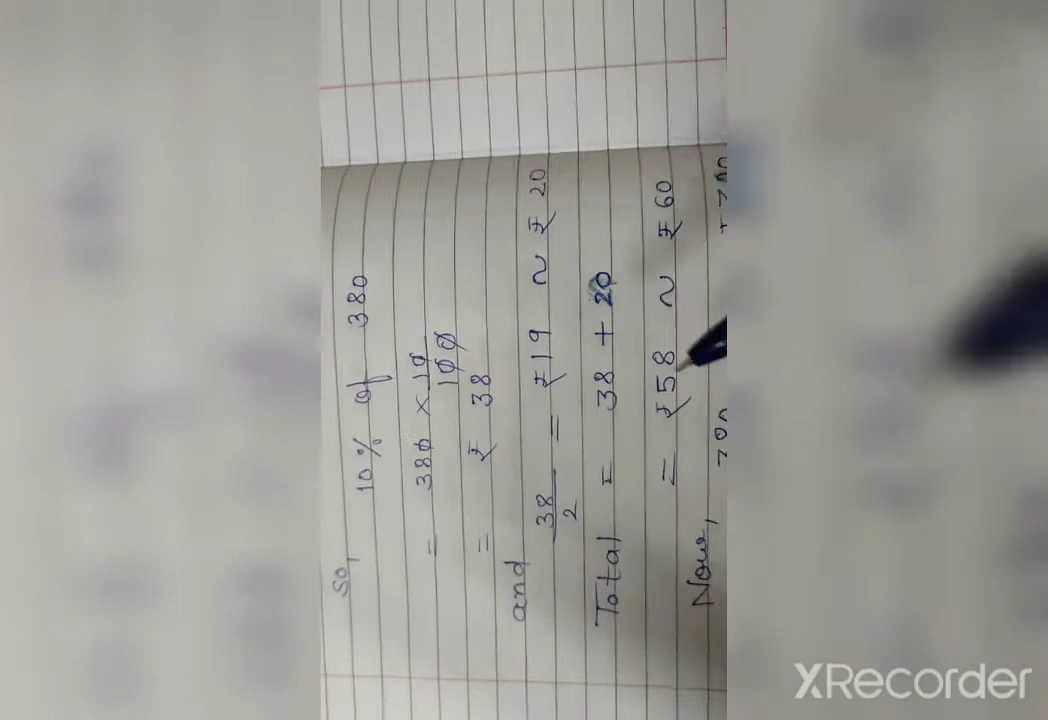 so,
10% of 380
= 380 × 10/100
= ₹ 38
and
38/2 = ₹19 ~ ₹ 20
Total = 38 + 20
= ₹58 ~ ₹60
Now,
XRecorder